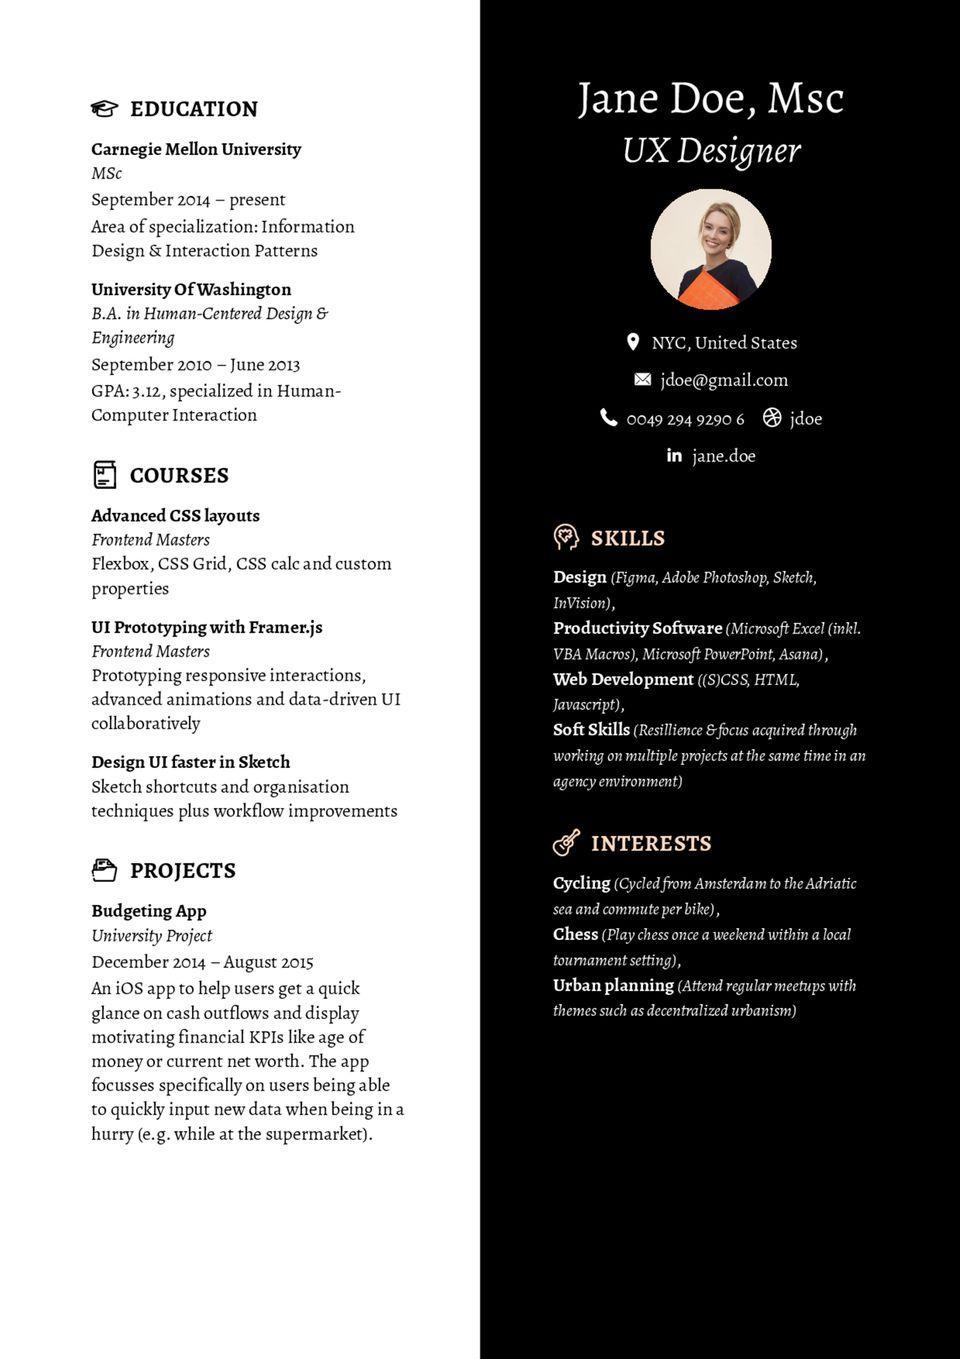 EDUCATION
Carnegie Mellon University
MSc
September 2014 – present
Area of specialization: Information
Design & Interaction Patterns
University Of Washington
B.A. in Human-Centered Design &
Engineering
September 2010 – June 2013
GPA: 3.12, specialized in Human-
Computer Interaction
COURSES
Advanced CSS layouts
Frontend Masters
Flexbox, CSS Grid, CSS calc and custom
properties
UI Prototyping with Framer.js
Frontend Masters
Prototyping responsive interactions,
advanced animations and data-driven UI
collaboratively
Design UI faster in Sketch
Sketch shortcuts and organisation
techniques plus workflow improvements
PROJECTS
Budgeting App
University Project
December 2014 – August 2015
An iOS app to help users get a quick
glance on cash outflows and display
motivating financial KPIs like age of
money or current net worth. The app
focusses specifically on users being able
to quickly input new data when being in a
hurry (e.g. while at the supermarket).
Jane Doe, Msc
UX Designer
NYC, United States
jdoe@gmail.com
0049 294 9290 6 jdoe
in jane.doe
SKILLS
Design (Figma, Adobe Photoshop, Sketch,
InVision),
Productivity Software (Microsoft Excel (inkl.
VBA Macros), Microsoft PowerPoint, Asana),
Web Development ((S)CSS, HTML,
Javascript),
Soft Skills (Resillience & focus acquired through
working on multiple projects at the same time in an
agency environment)
INTERESTS
Cycling (Cycled from Amsterdam to the Adriatic
sea and commute per bike),
Chess (Play chess once a weekend within a local
tournament setting),
Urban planning (Attend regular meetups with
themes such as decentralized urbanism)